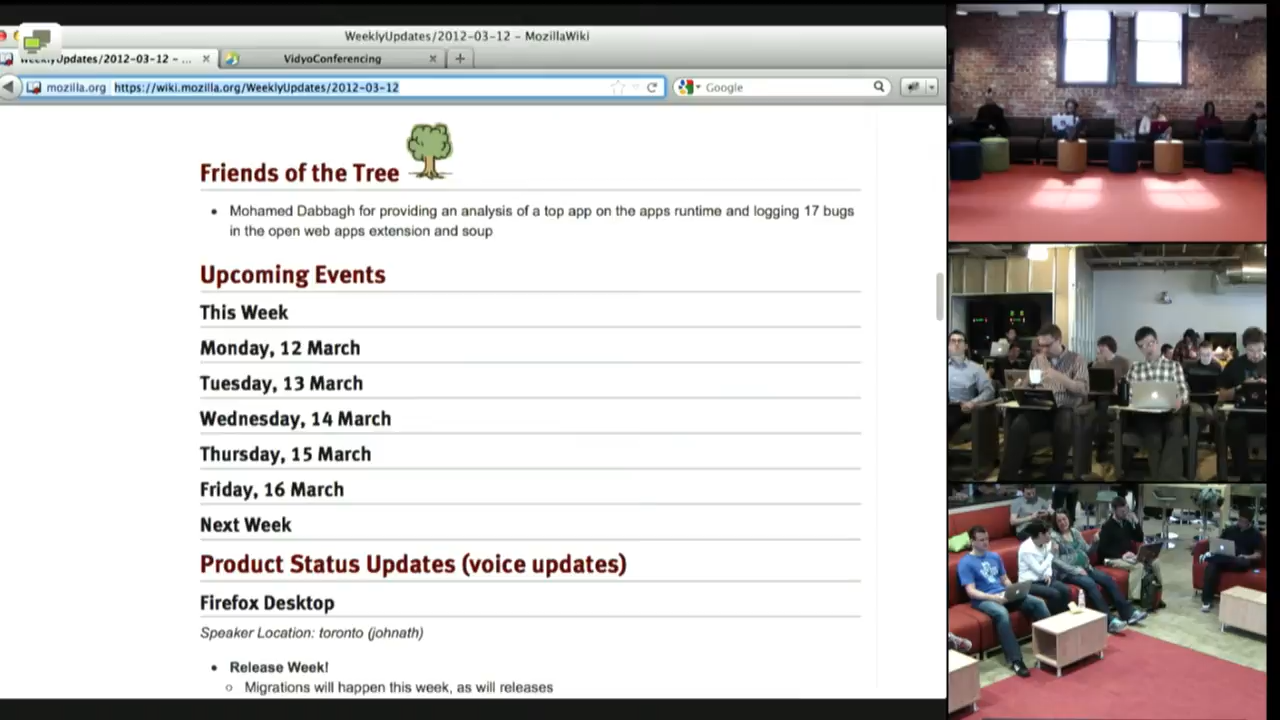 WeeklyUpdates/2012-03-12 – MozillaWiki
WeeklyUpdates/2012-03-12 – ...
VidyoConferencing
mozilla.org https://wiki.mozilla.org/WeeklyUpdates/2012-03-12
Google
Friends of the Tree
Mohamed Dabbagh for providing an analysis of a top app on the apps runtime and logging 17 bugs
in the open web apps extension and soup
Upcoming Events
This Week
Monday, 12 March
Tuesday, 13 March
Wednesday, 14 March
Thursday, 15 March
Friday, 16 March
Next Week
Product Status Updates (voice updates)
Firefox Desktop
Speaker Location: toronto (johnath)
Release Week!
Migrations will happen this week, as will releases